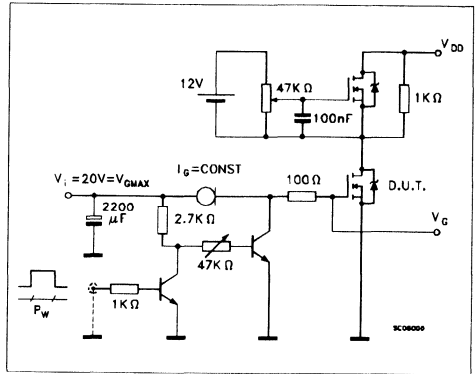 V DD
12V
47K Ω
1K Ω
100nF
V i = 20V = V GMAX
I G = CONST
100 Ω
D.U.T.
2200
μF
2.7K Ω
V G
47K Ω
1K Ω
P W
SC06000